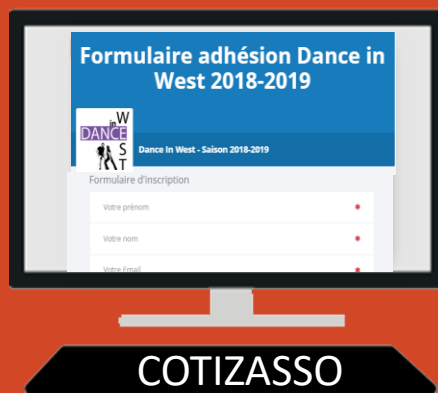 Formulaire adhésion Dance in
West 2018-2019
in W
DANCE
S
T
Dance In West - Saison 2018-2019
Formulaire d'inscription
Votre prénom *
Votre nom *
Votre Email *
COTIZASSO